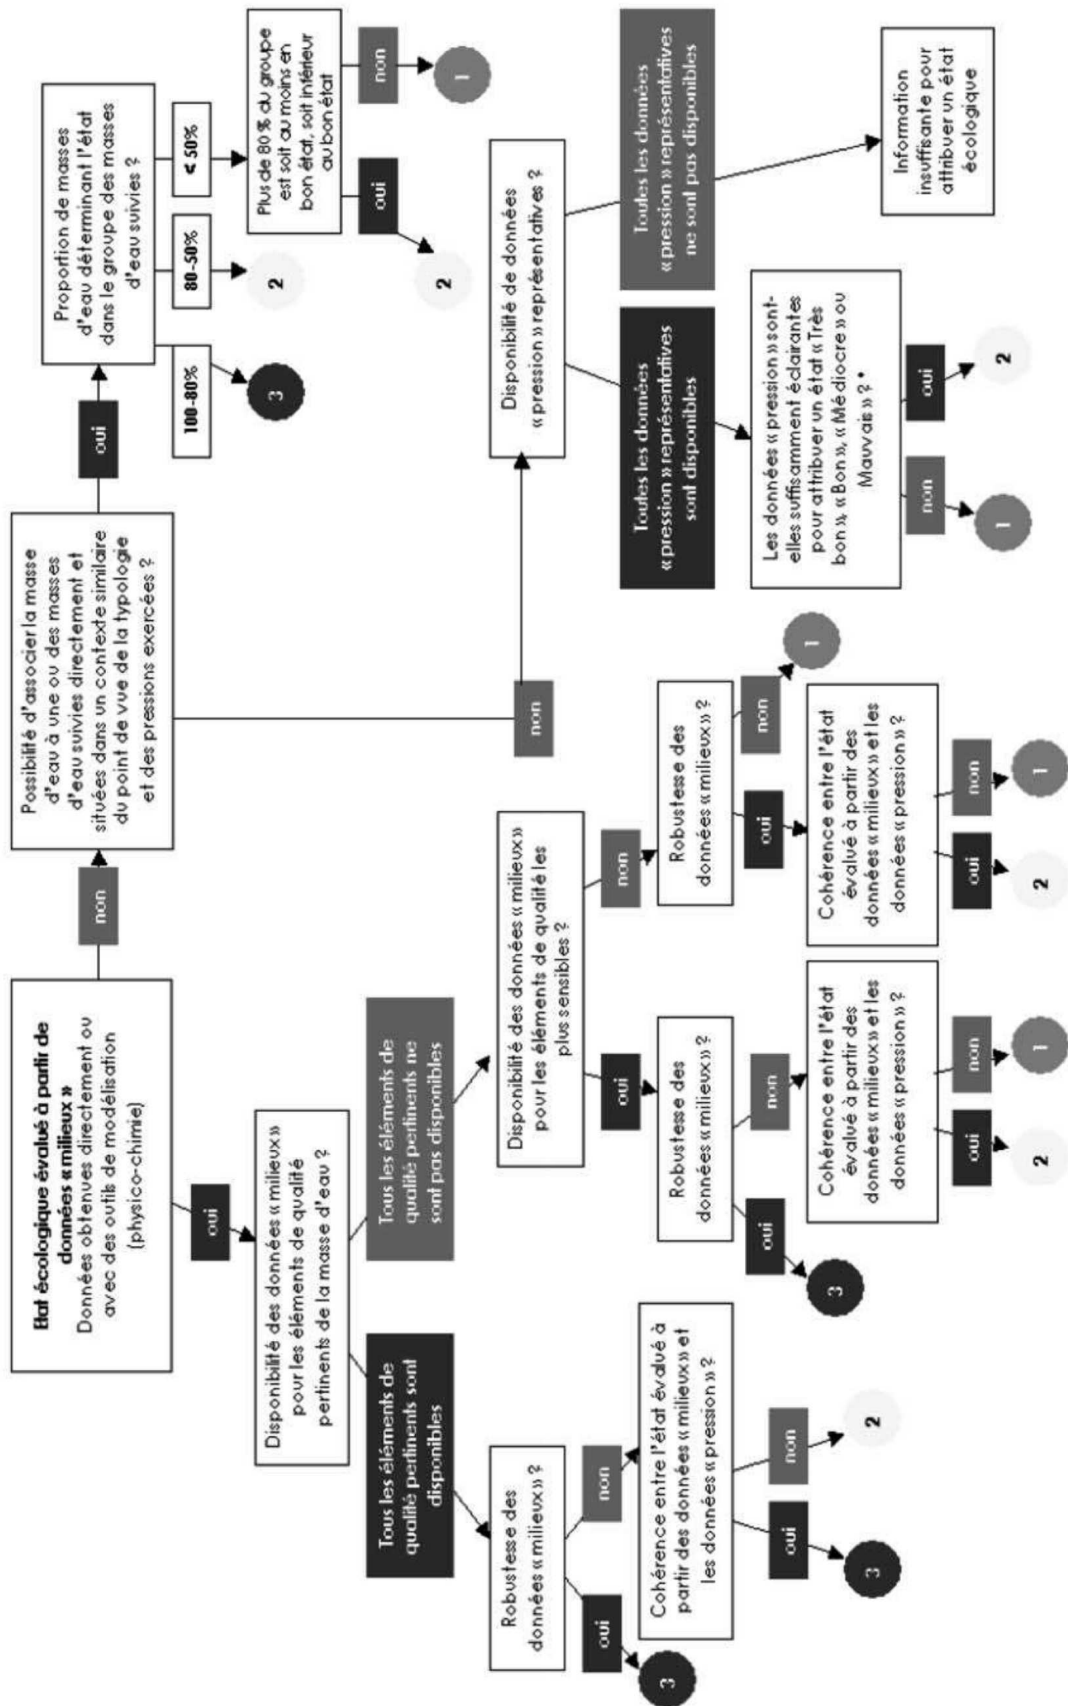 Etat écologique évalué à partir de
données « milieux »
Données obtenues directement ou
avec des outils de modélisation
(physico-chimie)
non
Possibilité d'associer la masse
d'eau à une ou des masses
d'eau suivies directement et
situées dans un contexte similaire
du point de vue de la typologie
et des pressions exercées ?
oui
Proportion de masses
d'eau déterminant l'état
dans le groupe des masses
d'eau suivies ?
100-80%
80-50%
< 50%
3
2
Plus de 80 % du groupe
est soit au moins en
bon état, soit inférieur
au bon état
oui
non
2
1
oui
Disponibilité des données « milieux »
pour les éléments de qualité
pertinents de la masse d'eau ?
non
Disponibilité de données
« pression » représentatives ?
Tous les éléments de
qualité pertinents sont
disponibles
Tous les éléments de
qualité pertinents ne
sont pas disponibles
Toutes les données
« pression » représentatives
sont disponibles
Toutes les données
« pression » représentatives
ne sont pas disponibles
Robustesse des
données « milieux » ?
Disponibilité des données « milieux »
pour les éléments de qualité les
plus sensibles ?
Les données « pression » sont-
elles suffisamment éclairantes
pour attribuer un état « Très
bon », « Bon », « Médiocre » ou
Mauvais » ? *
Information
insuffisante pour
attribuer un état
écologique
oui
non
oui
non
non
oui
3
1
2
Cohérence entre l'état évalué à
partir des données « milieux » et
les données « pression » ?
Robustesse des
données « milieux » ?
Robustesse des
données « milieux » ?
oui
non
oui
non
oui
non
3
2
3
1
Cohérence entre l'état
évalué à partir des
données « milieux » et les
données « pression » ?
Cohérence entre l'état
évalué à partir des
données « milieux » et les
données « pression » ?
oui
non
oui
non
2
1
2
1